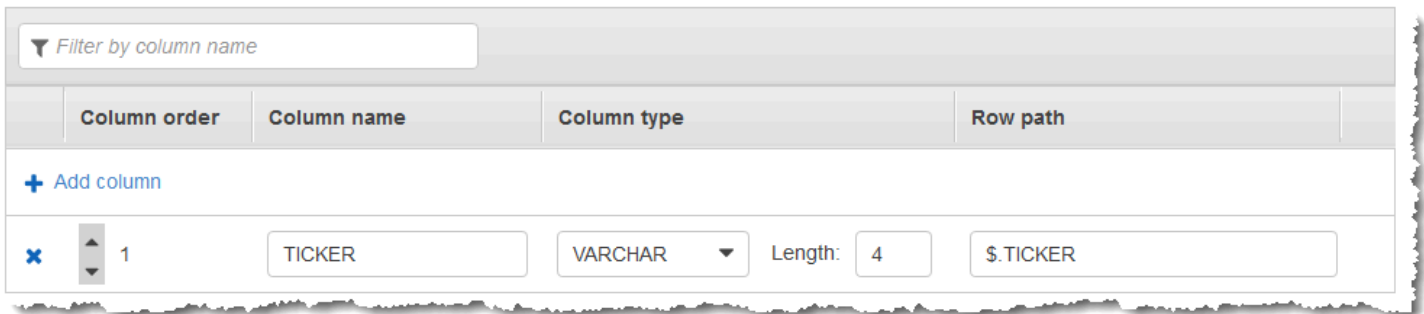 Filter by column name
Column order Column name Column type Row path
Add column
1 TICKER VARCHAR Length: 4 $.TICKER